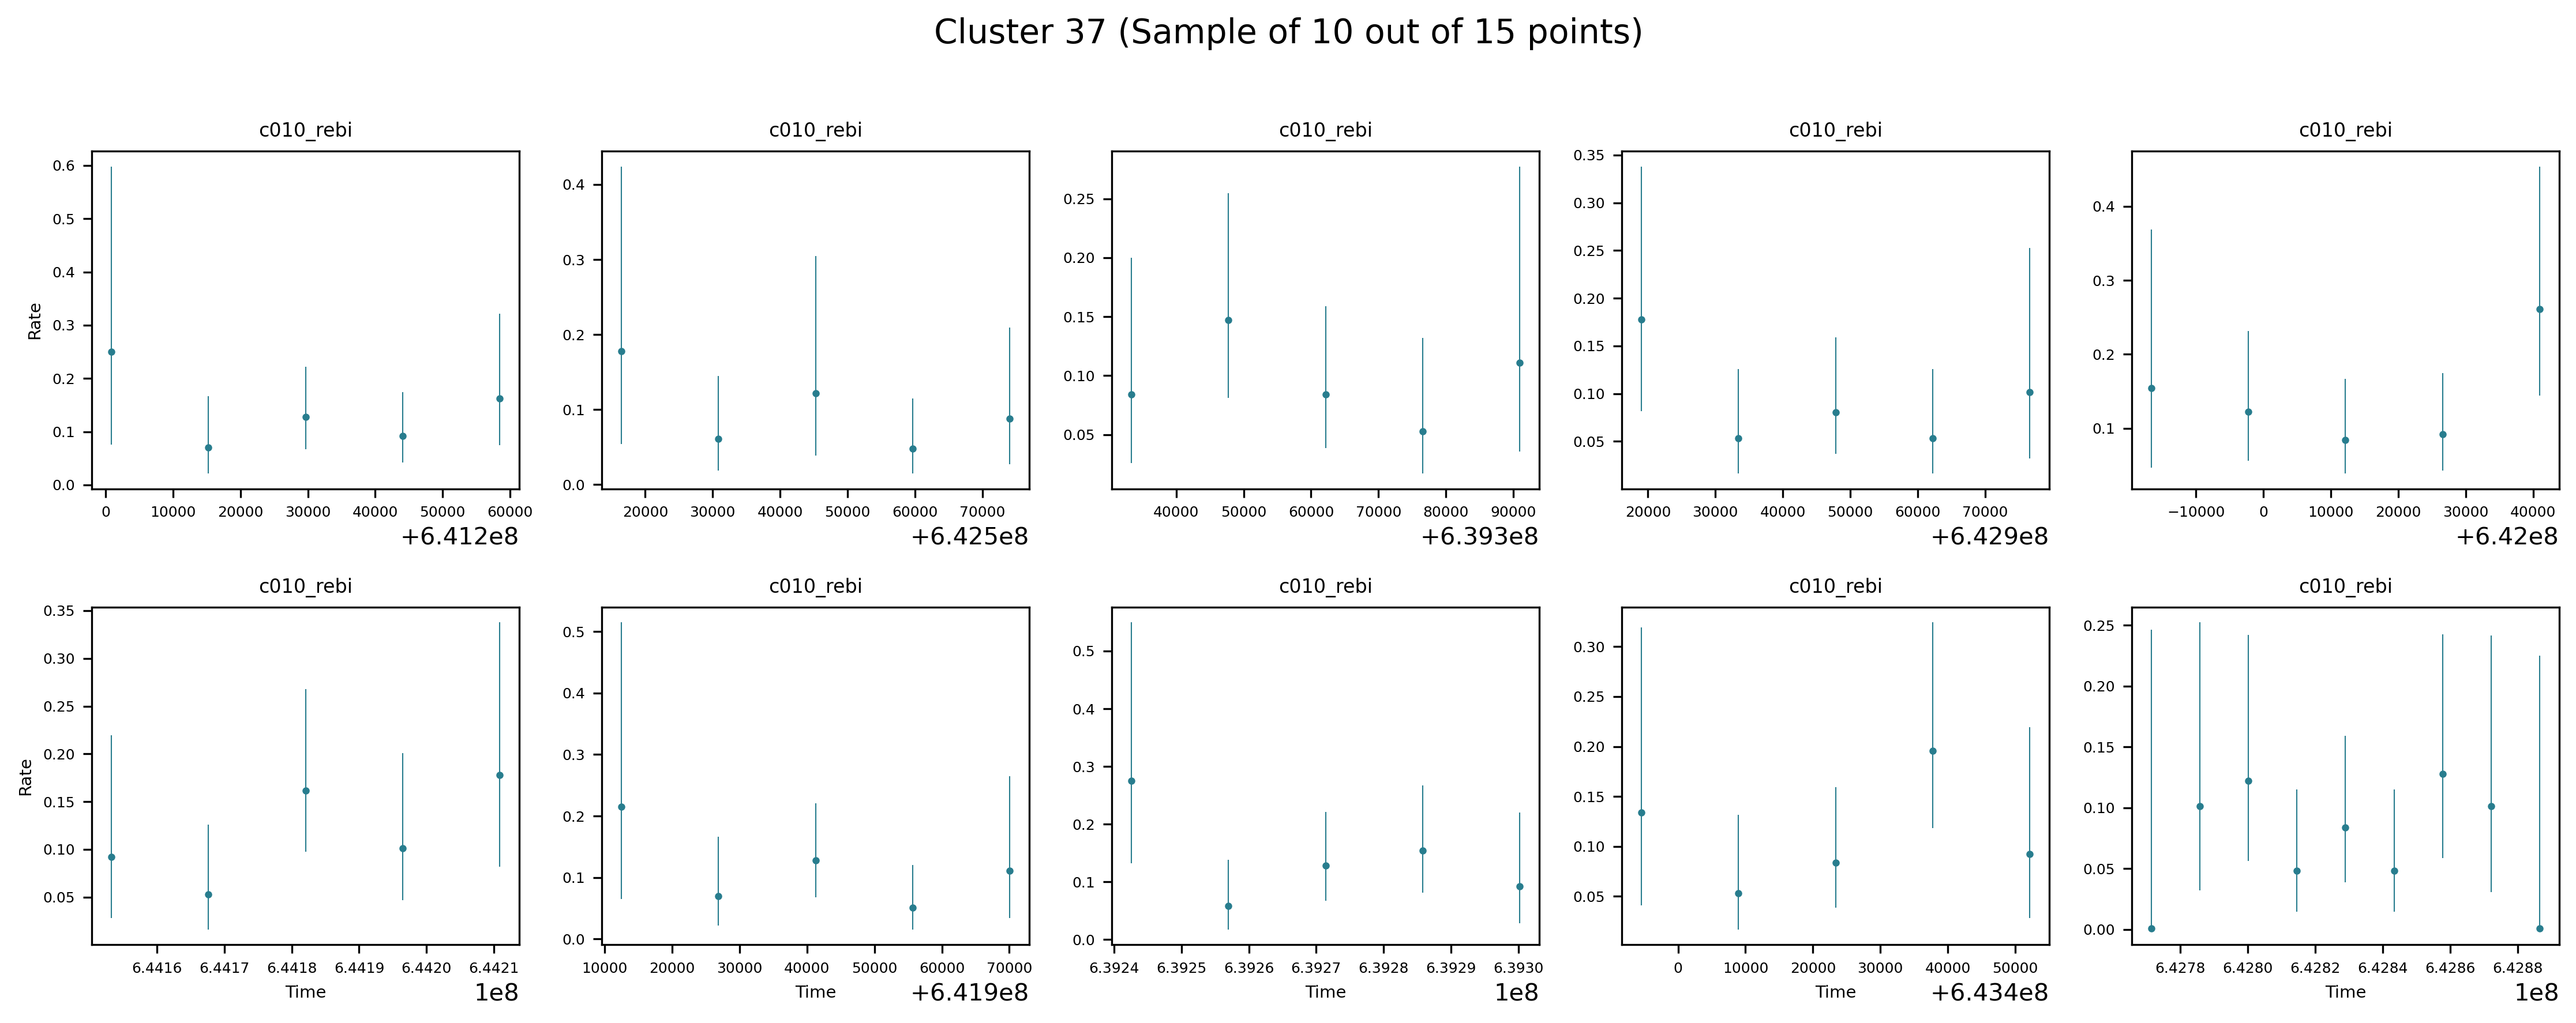 Cluster 37 (Sample of 10 out of 15 points)
c010_rebi c010_rebi c010_rebi c010_rebi c010_rebi
Rate
0.6 0.5 0.4 0.3 0.2 0.1 0.0
0 10000 20000 30000 40000 50000 60000
+6.412e8
0.4 0.3 0.2 0.1 0.0
20000 30000 40000 50000 60000 70000
+6.425e8
0.25 0.20 0.15 0.10 0.05
40000 50000 60000 70000 80000 90000
+6.393e8
0.35 0.30 0.25 0.20 0.15 0.10 0.05
20000 30000 40000 50000 60000 70000
+6.429e8
0.4 0.3 0.2 0.1
−10000 0 10000 20000 30000 40000
+6.42e8
c010_rebi c010_rebi c010_rebi c010_rebi c010_rebi
Rate
0.35 0.30 0.25 0.20 0.15 0.10 0.05
6.4416 6.4417 6.4418 6.4419 6.4420 6.4421
Time 1e8
0.5 0.4 0.3 0.2 0.1 0.0
10000 20000 30000 40000 50000 60000 70000
Time +6.419e8
0.5 0.4 0.3 0.2 0.1 0.0
6.3924 6.3925 6.3926 6.3927 6.3928 6.3929 6.3930
Time 1e8
0.30 0.25 0.20 0.15 0.10 0.05
0 10000 20000 30000 40000 50000
Time +6.434e8
0.25 0.20 0.15 0.10 0.05 0.00
6.4278 6.4280 6.4282 6.4284 6.4286 6.4288
Time 1e8